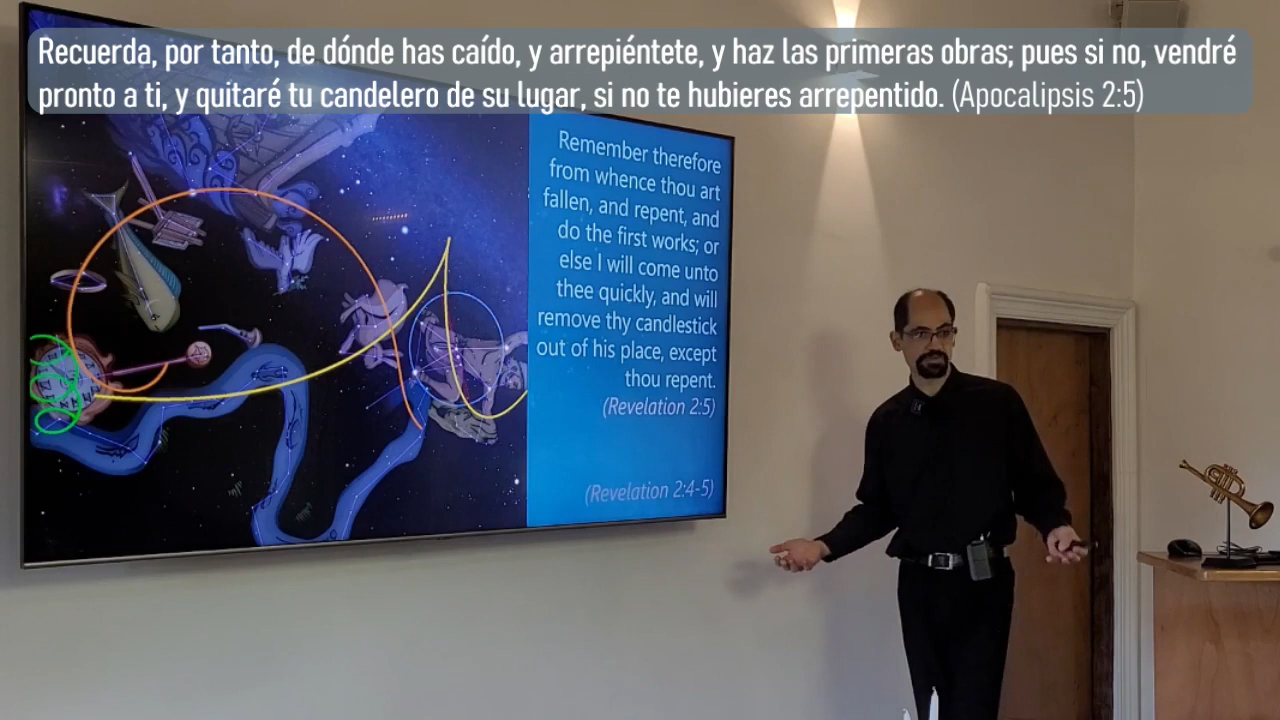 Recuerda, por tanto, de dónde has caído, y arrepiéntete, y haz las primeras obras; pues si no, vendré
pronto a ti, y quitaré tu candelero de su lugar, si no te hubieres arrepentido. (Apocalipsis 2:5)
Remember therefore
from whence thou art
fallen, and repent, and
do the first works; or
else I will come unto
thee quickly, and will
remove thy candlestick
out of his place, except
thou repent.
(Revelation 2:5)
(Revelation 2:4-5)